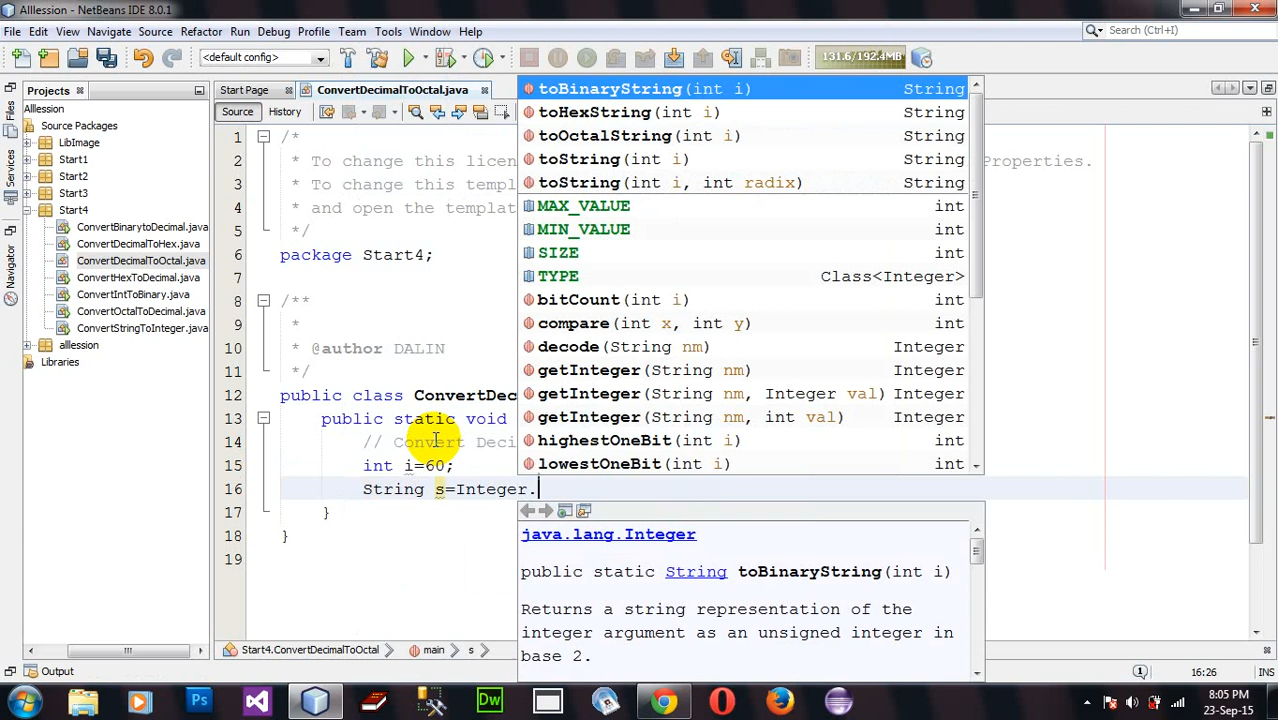 Alllession - NetBeans IDE 8.0.1
File Edit View Navigate Source Refactor Run Debug Profile Team Tools Window Help
Search (Ctrl+I)
<default config>
131.6/192.4MB
Projects
Start Page
ConvertDecimalToOctal.java
Source
History
Files
Services
Navigator
Alllession
Source Packages
LibImage
Start1
Start2
Start3
Start4
ConvertBinarytoDecimal.java
ConvertDecimalToHex.java
ConvertDecimalToOctal.java
ConvertHexToDecimal.java
ConvertIntToBinary.java
ConvertOctalToDecimal.java
ConvertStringToInteger.java
alllession
Libraries
1 /*
2 * To change this licen Properties.
3 * To change this temp
4 * and open the templat
5 */
6 package Start4;
7
8 /**
9 *
10 * @author DALIN
11 */
12 public class ConvertDec
13 public static void
14 // Convert Deci
15 int i=60;
16 String s=Integer.
17 }
18 }
19
toBinaryString(int i) String
toHexString(int i) String
toOctalString(int i) String
toString(int i) String
toString(int i, int radix) String
MAX_VALUE int
MIN_VALUE int
SIZE int
TYPE Class<Integer>
bitCount(int i) int
compare(int x, int y) int
decode(String nm) Integer
getInteger(String nm) Integer
getInteger(String nm, Integer val) Integer
getInteger(String nm, int val) Integer
highestOneBit(int i) int
lowestOneBit(int i) int
java.lang.Integer
public static String toBinaryString(int i)
Returns a string representation of the
integer argument as an unsigned integer in
base 2.
Start4.ConvertDecimalToOctal
main
s
Output
1
16:26
INS
Ps
Dw
8:05 PM
23-Sep-15